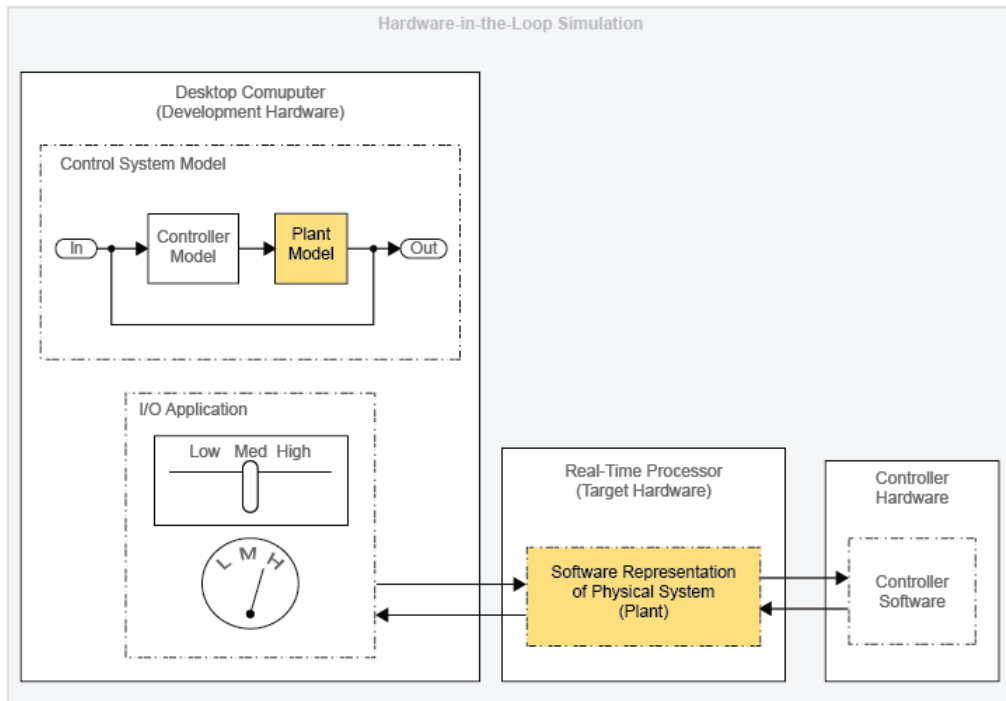 Hardware-in-the-Loop Simulation
Desktop Comuputer
(Development Hardware)
Control System Model
In
Controller
Model
Plant
Model
Out
I/O Application
Low Med High
L M H
Real-Time Processor
(Target Hardware)
Software Representation
of Physical System
(Plant)
Controller
Hardware
Controller
Software